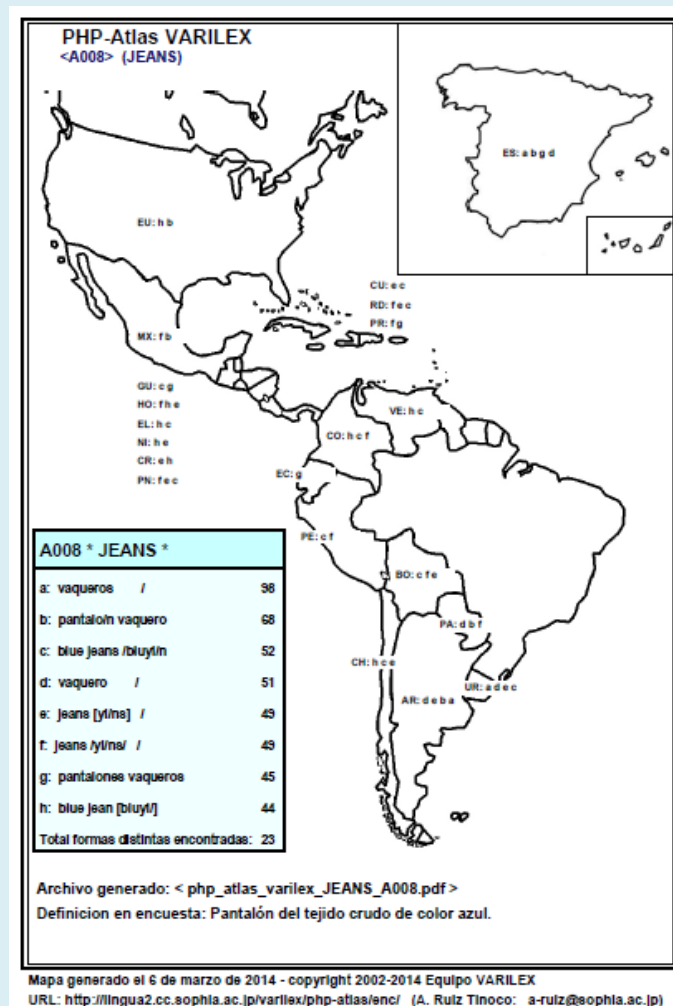 PHP-Atlas VARILEX
<A008> (JEANS)
ES: a b g d
EU: h b
CU: e c
RD: f e c
PR: f g
MX: f b
GU: c g
HO: f h e
EL: h c
NI: h e
CR: e h
PN: f e c
VE: h c
CO: h c f
EC: g
PE: c f
BO: c f e
PA: d b f
CH: h c e
UR: a d e c
AR: d e b a
A008 * JEANS *
a: vaqueros / 98
b: pantalo/n vaquero 68
c: blue jeans /bluyi/n 52
d: vaquero / 51
e: jeans [yi/ns] / 49
f: jeans /yi/ns/ / 49
g: pantalones vaqueros 45
h: blue jean [bluyi/] 44
Total formas distintas encontradas: 23
Archivo generado: < php_atlas_varilex_JEANS_A008.pdf >
Definicion en encuesta: Pantalón del tejido crudo de color azul.
Mapa generado el 6 de marzo de 2014 - copyright 2002-2014 Equipo VARILEX
URL: http://lingua2.cc.sophia.ac.jp/varilex/php-atlas/enc/ (A. Ruiz Tinoco: a-ruiz@sophia.ac.jp)